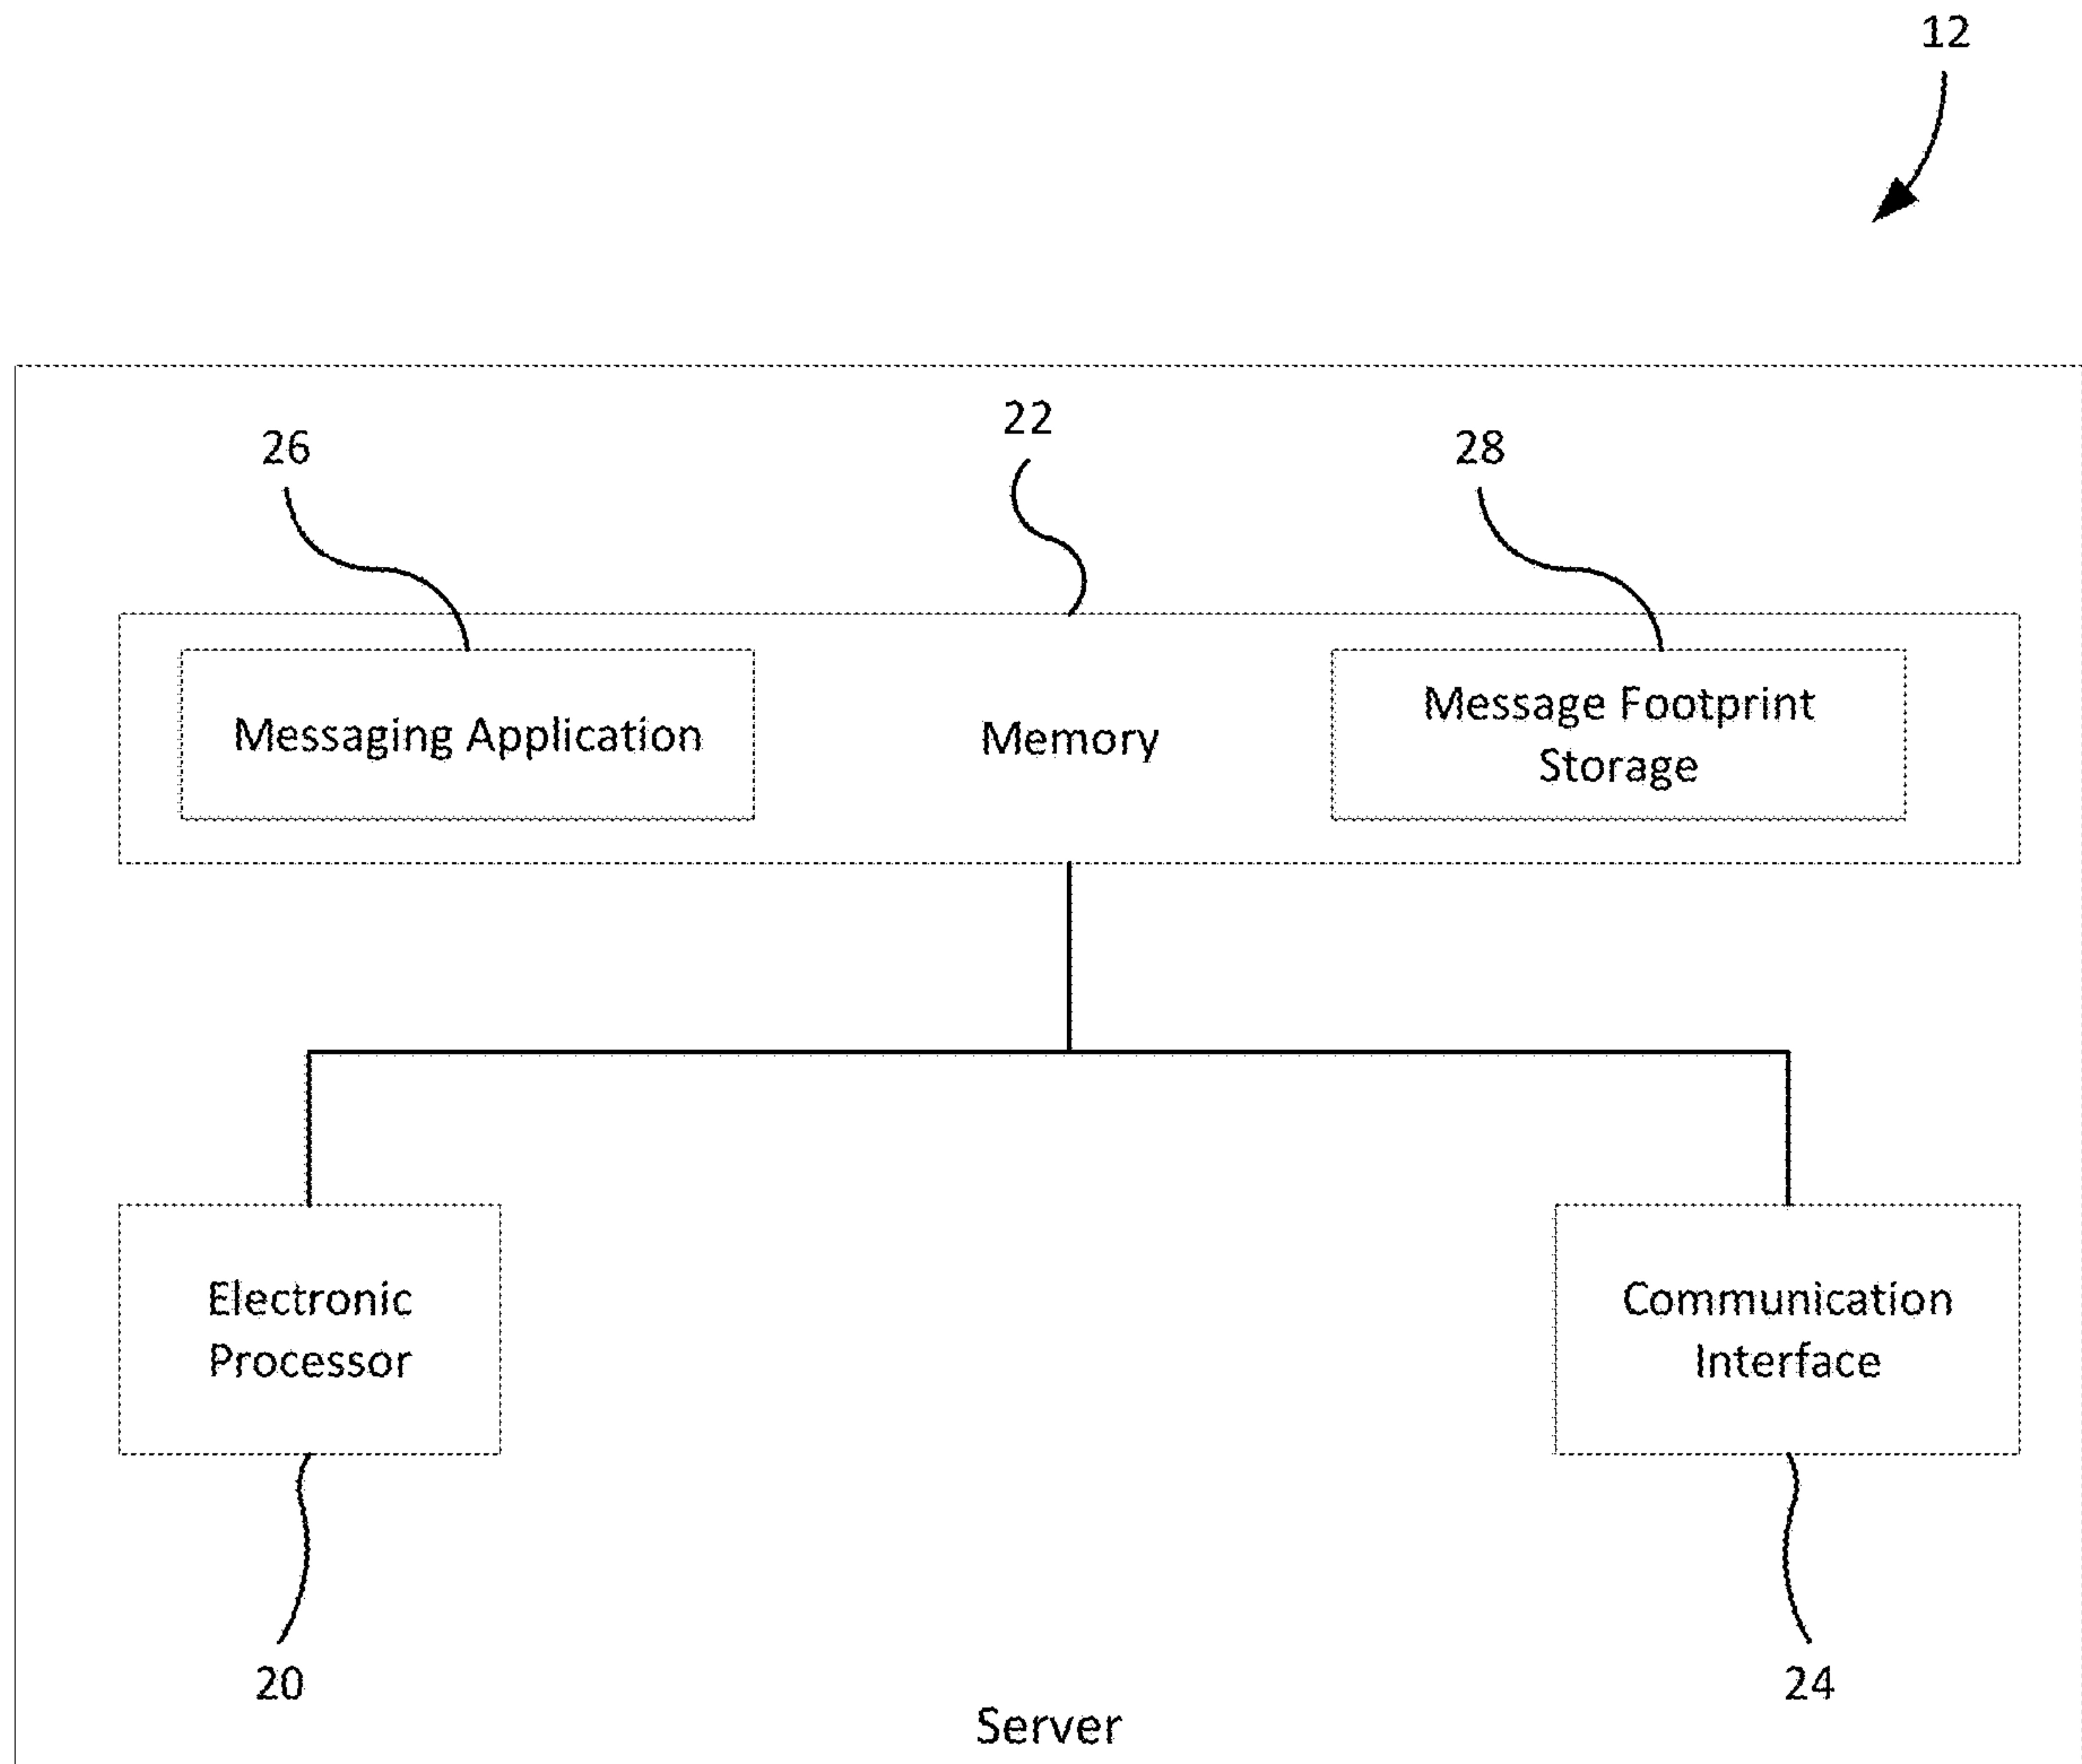 12
22
26
28
Messaging Application
Memory
Message Footprint
Storage
Electronic
Processor
Communication
Interface
20
24
Server